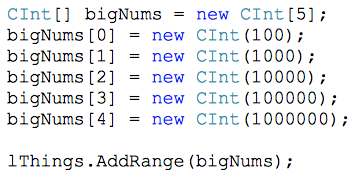 CInt[] bigNums = new CInt[5];
bigNums[0] = new CInt(100);
bigNums[1] = new CInt(1000);
bigNums[2] = new CInt(10000);
bigNums[3] = new CInt(100000);
bigNums[4] = new CInt(1000000);
lThings.AddRange(bigNums);